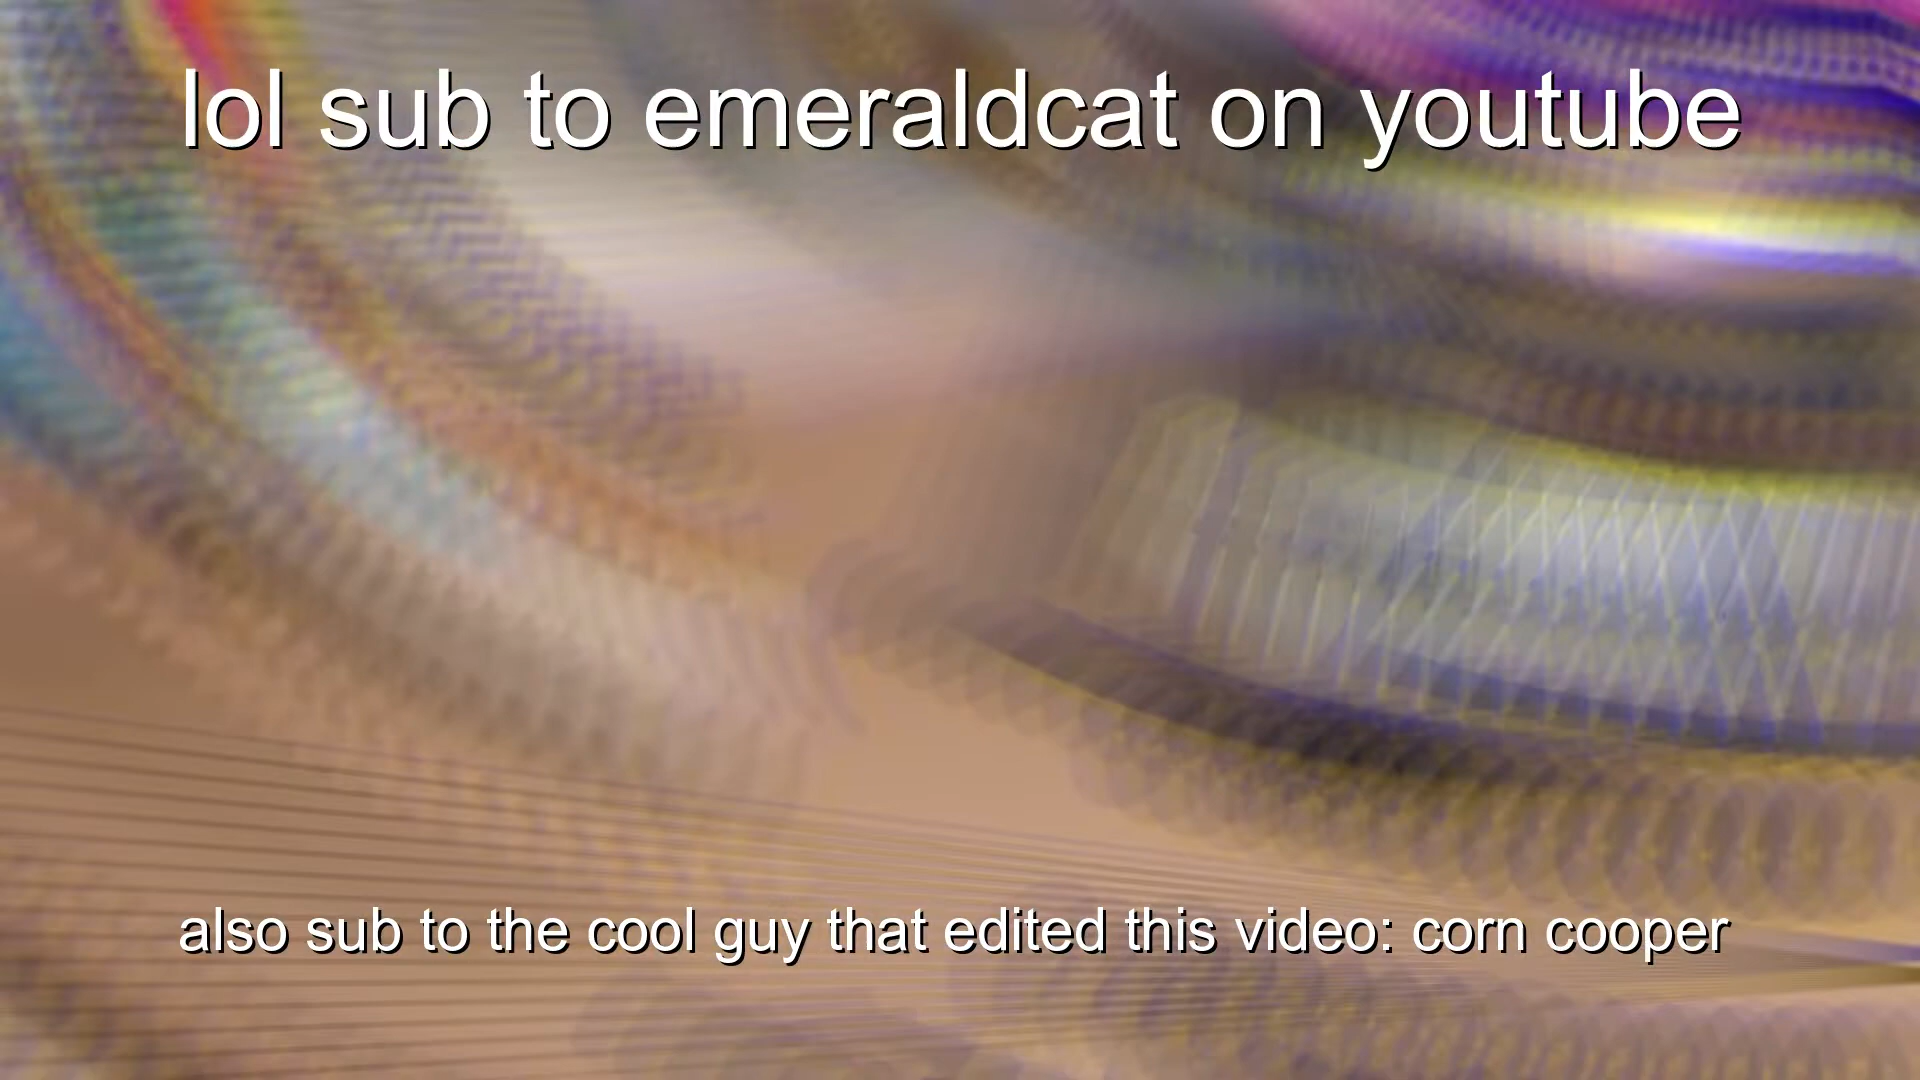 lol sub to emeraldcat on youtube
also sub to the cool guy that edited this video: corn cooper